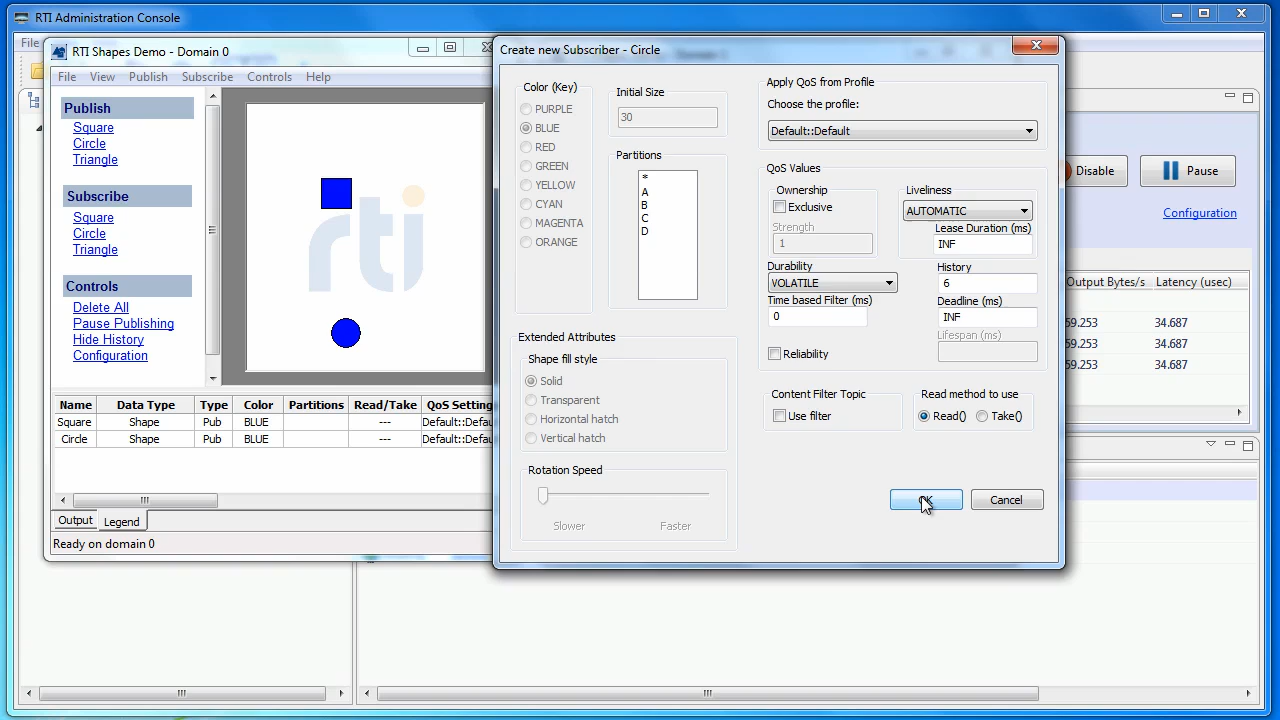 RTI Administration Console
File
RTI Shapes Demo - Domain 0
File View Publish Subscribe Controls Help
Publish
Square
Circle
Triangle
Subscribe
Square
Circle
Triangle
Controls
Delete All
Pause Publishing
Hide History
Configuration
rti
Name Data Type Type Color Partitions Read/Take QoS Setting
Square Shape Pub BLUE --- Default::Defa
Circle Shape Pub BLUE --- Default::Defa
Output Legend
Ready on domain 0
Create new Subscriber - Circle
Color (Key)
PURPLE
BLUE
RED
GREEN
YELLOW
CYAN
MAGENTA
ORANGE
Initial Size
30
Partitions
*
A
B
C
D
Extended Attributes
Shape fill style
Solid
Transparent
Horizontal hatch
Vertical hatch
Rotation Speed
Slower Faster
Apply QoS from Profile
Choose the profile:
Default::Default
QoS Values
Ownership
Exclusive
Strength
1
Liveliness
AUTOMATIC
Lease Duration (ms)
INF
Durability
VOLATILE
Time based Filter (ms)
0
History
6
Deadline (ms)
INF
Lifespan (ms)
Reliability
Content Filter Topic
Use filter
Read method to use
Read() Take()
OK Cancel
Disable Pause
Configuration
Output Bytes/s Latency (usec)
59.253 34.687
59.253 34.687
59.253 34.687